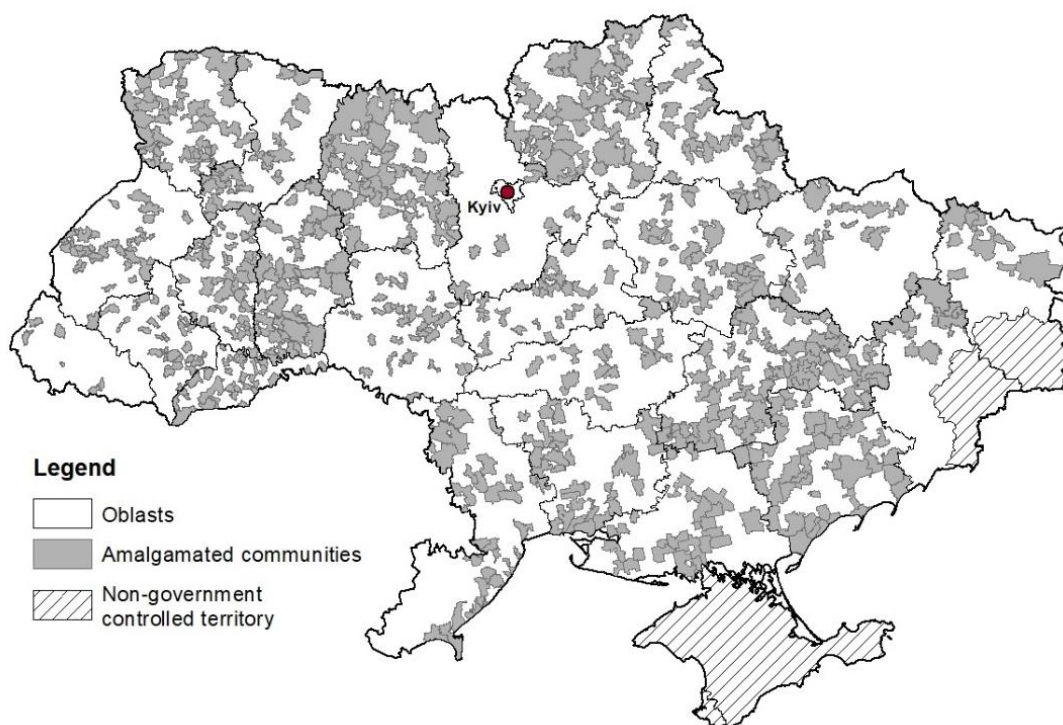 Kyiv
Legend
Oblasts
Amalgamated communities
Non-government
controlled territory